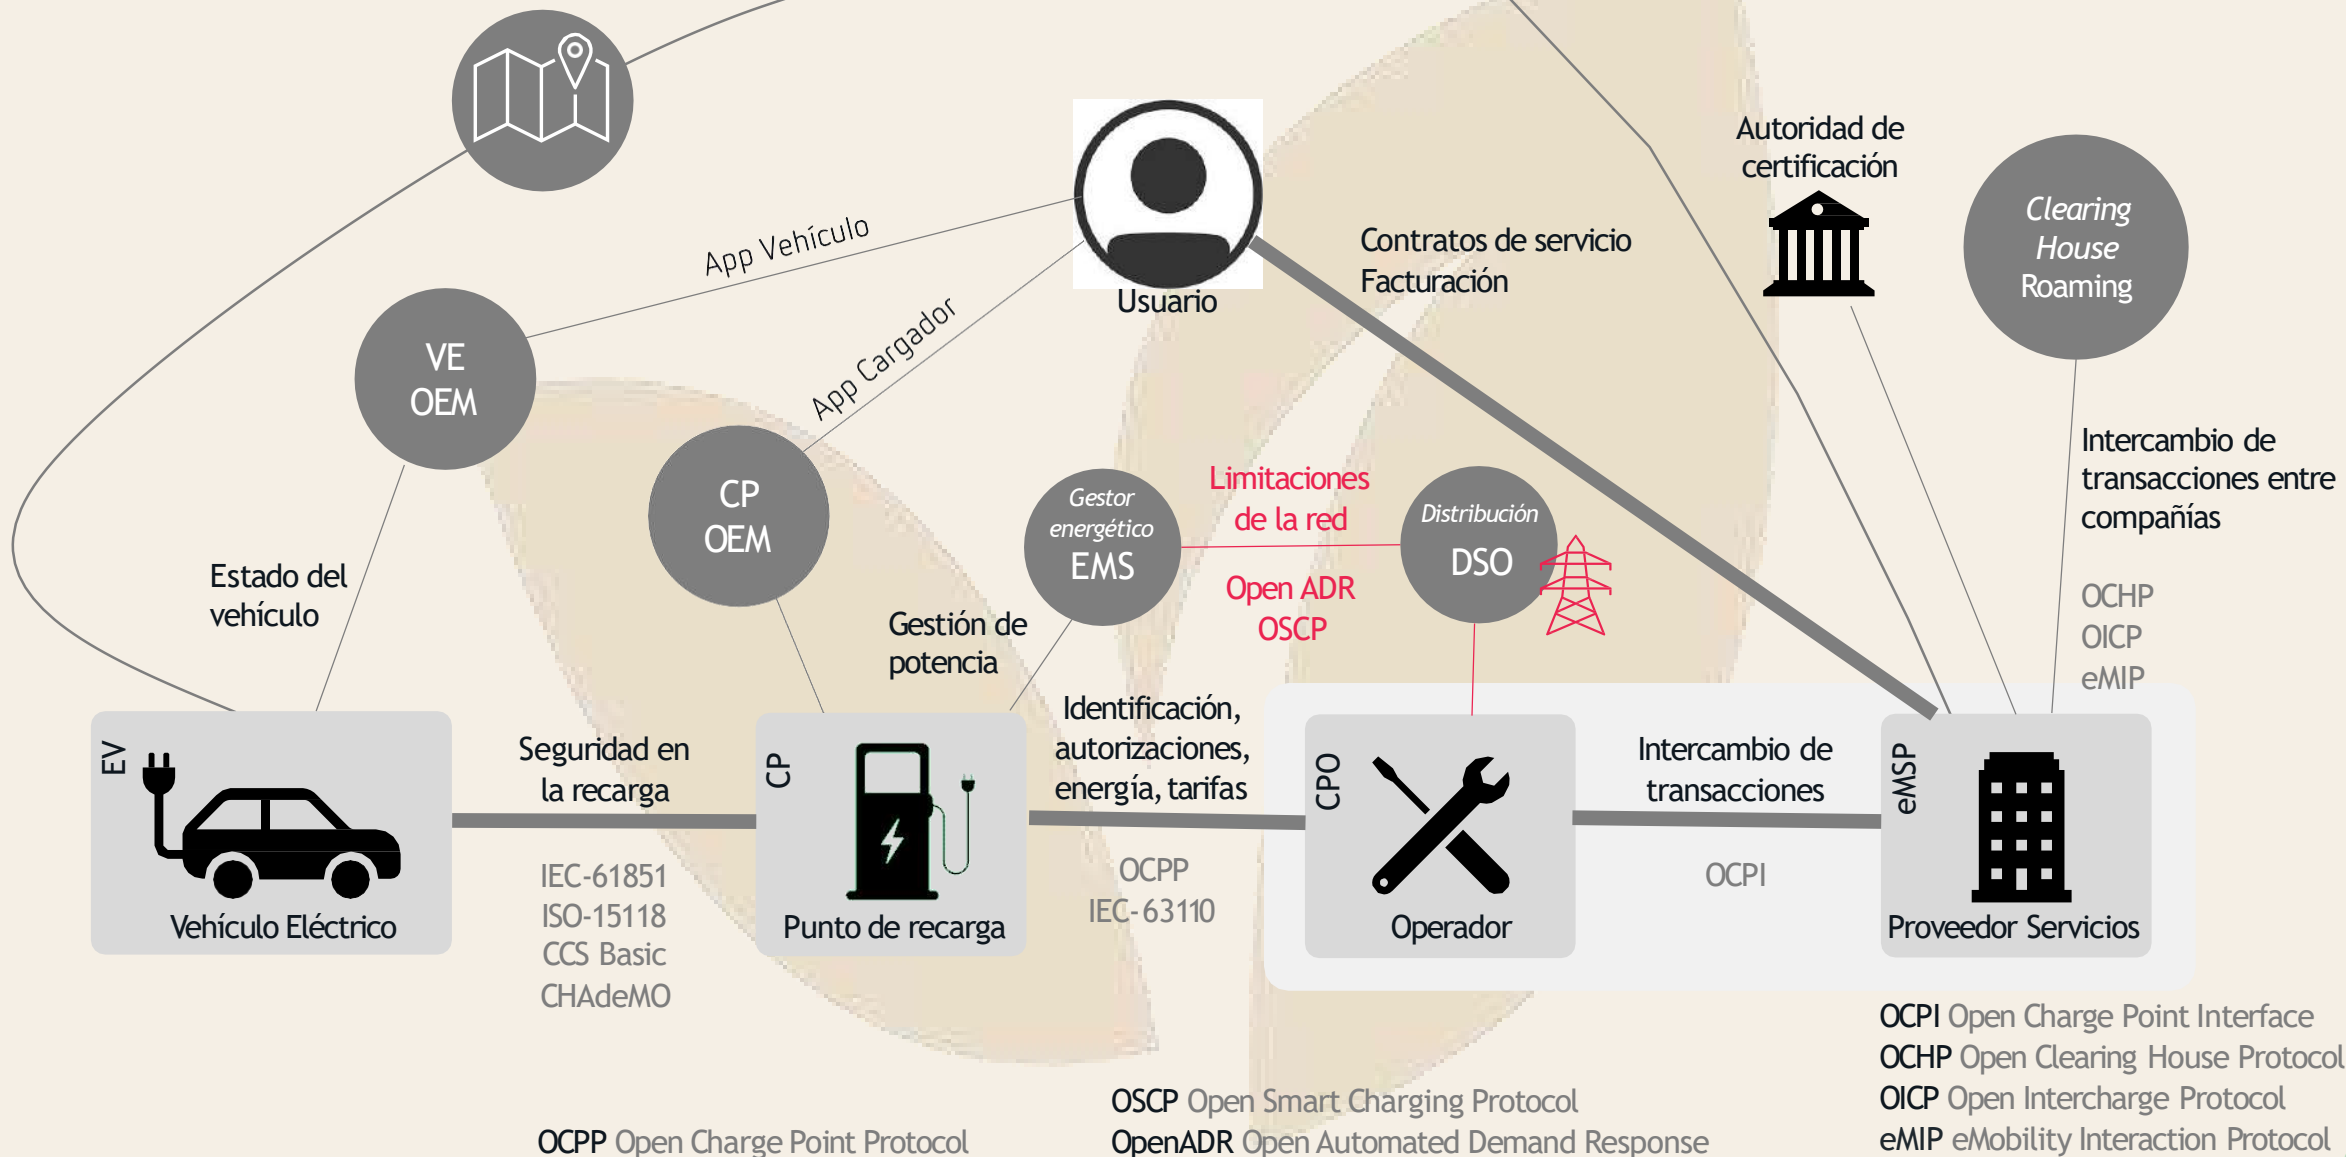 Autoridad de
certificación
Clearing
House
Roaming
App Vehículo
Contratos de servicio
Facturación
Usuario
App Cargador
VE
OEM
CP
OEM
Gestor
energético
EMS
Limitaciones
de la red
Open ADR
OSCP
Distribución
DSO
Intercambio de
transacciones entre
compañías
OCHP
OICP
eMIP
Estado del
vehículo
Gestión de
potencia
EV
Vehículo Eléctrico
Seguridad en
la recarga
IEC-61851
ISO-15118
CCS Basic
CHAdeMO
CP
Punto de recarga
Identificación,
autorizaciones,
energía, tarifas
OCPP
IEC-63110
CPO
Operador
Intercambio de
transacciones
OCPI
eMSP
Proveedor Servicios
OCPI Open Charge Point Interface
OCHP Open Clearing House Protocol
OICP Open Intercharge Protocol
eMIP eMobility Interaction Protocol
OSCP Open Smart Charging Protocol
OpenADR Open Automated Demand Response
OCPP Open Charge Point Protocol